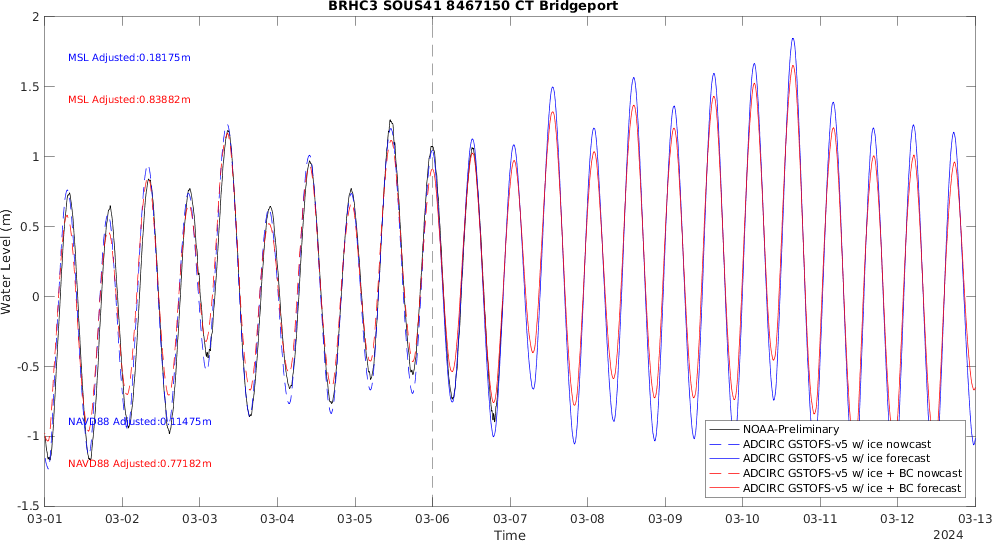 BRHC3 SOUS41 8467150 CT Bridgeport
2
1.5
1
0.5
0
-0.5
-1
-1.5
Water Level (m)
MSL Adjusted:0.18175m
MSL Adjusted:0.83882m
NAVD88 Adjusted:0.11475m
NAVD88 Adjusted:0.77182m
NOAA-Preliminary
ADCIRC GSTOFS-v5 w/ ice nowcast
ADCIRC GSTOFS-v5 w/ ice forecast
ADCIRC GSTOFS-v5 w/ ice + BC nowcast
ADCIRC GSTOFS-v5 w/ ice + BC forecast
03-01 03-02 03-03 03-04 03-05 03-06 03-07 03-08 03-09 03-10 03-11 03-12 03-13
Time
2024